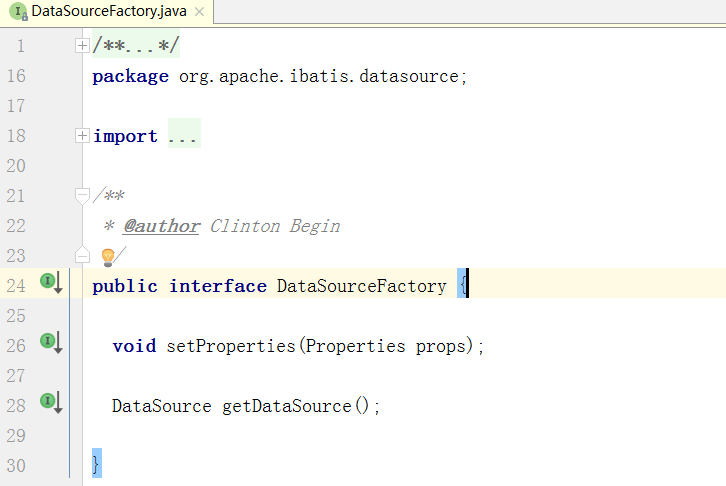 DataSourceFactory.java
1 /**...*/
16 package org.apache.ibatis.datasource;
17
18 import ...
20
21 /**
22 * @author Clinton Begin
23 /
24 public interface DataSourceFactory {
25
26 void setProperties(Properties props);
27
28 DataSource getDataSource();
29
30 }